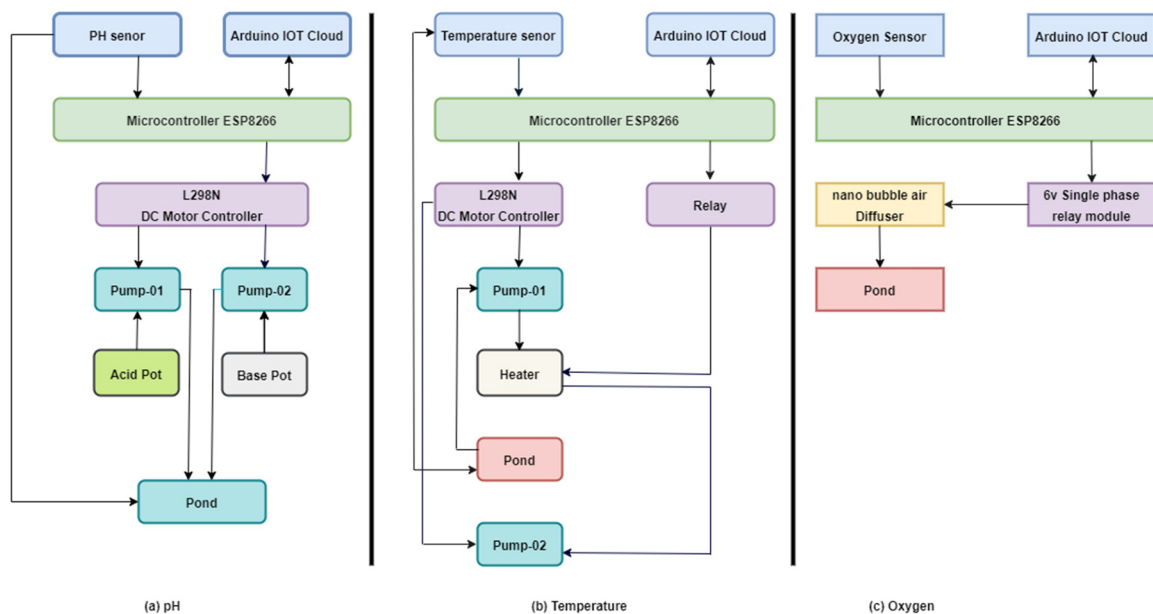 PH senor
Arduino IOT Cloud
Microcontroller ESP8266
L298N
DC Motor Controller
Pump-01
Pump-02
Acid Pot
Base Pot
Pond
(a) pH
Temperature senor
Arduino IOT Cloud
Microcontroller ESP8266
L298N
DC Motor Controller
Relay
Pump-01
Heater
Pond
Pump-02
(b) Temperature
Oxygen Sensor
Arduino IOT Cloud
Microcontroller ESP8266
nano bubble air
Diffuser
6v Single phase
relay module
Pond
(c) Oxygen